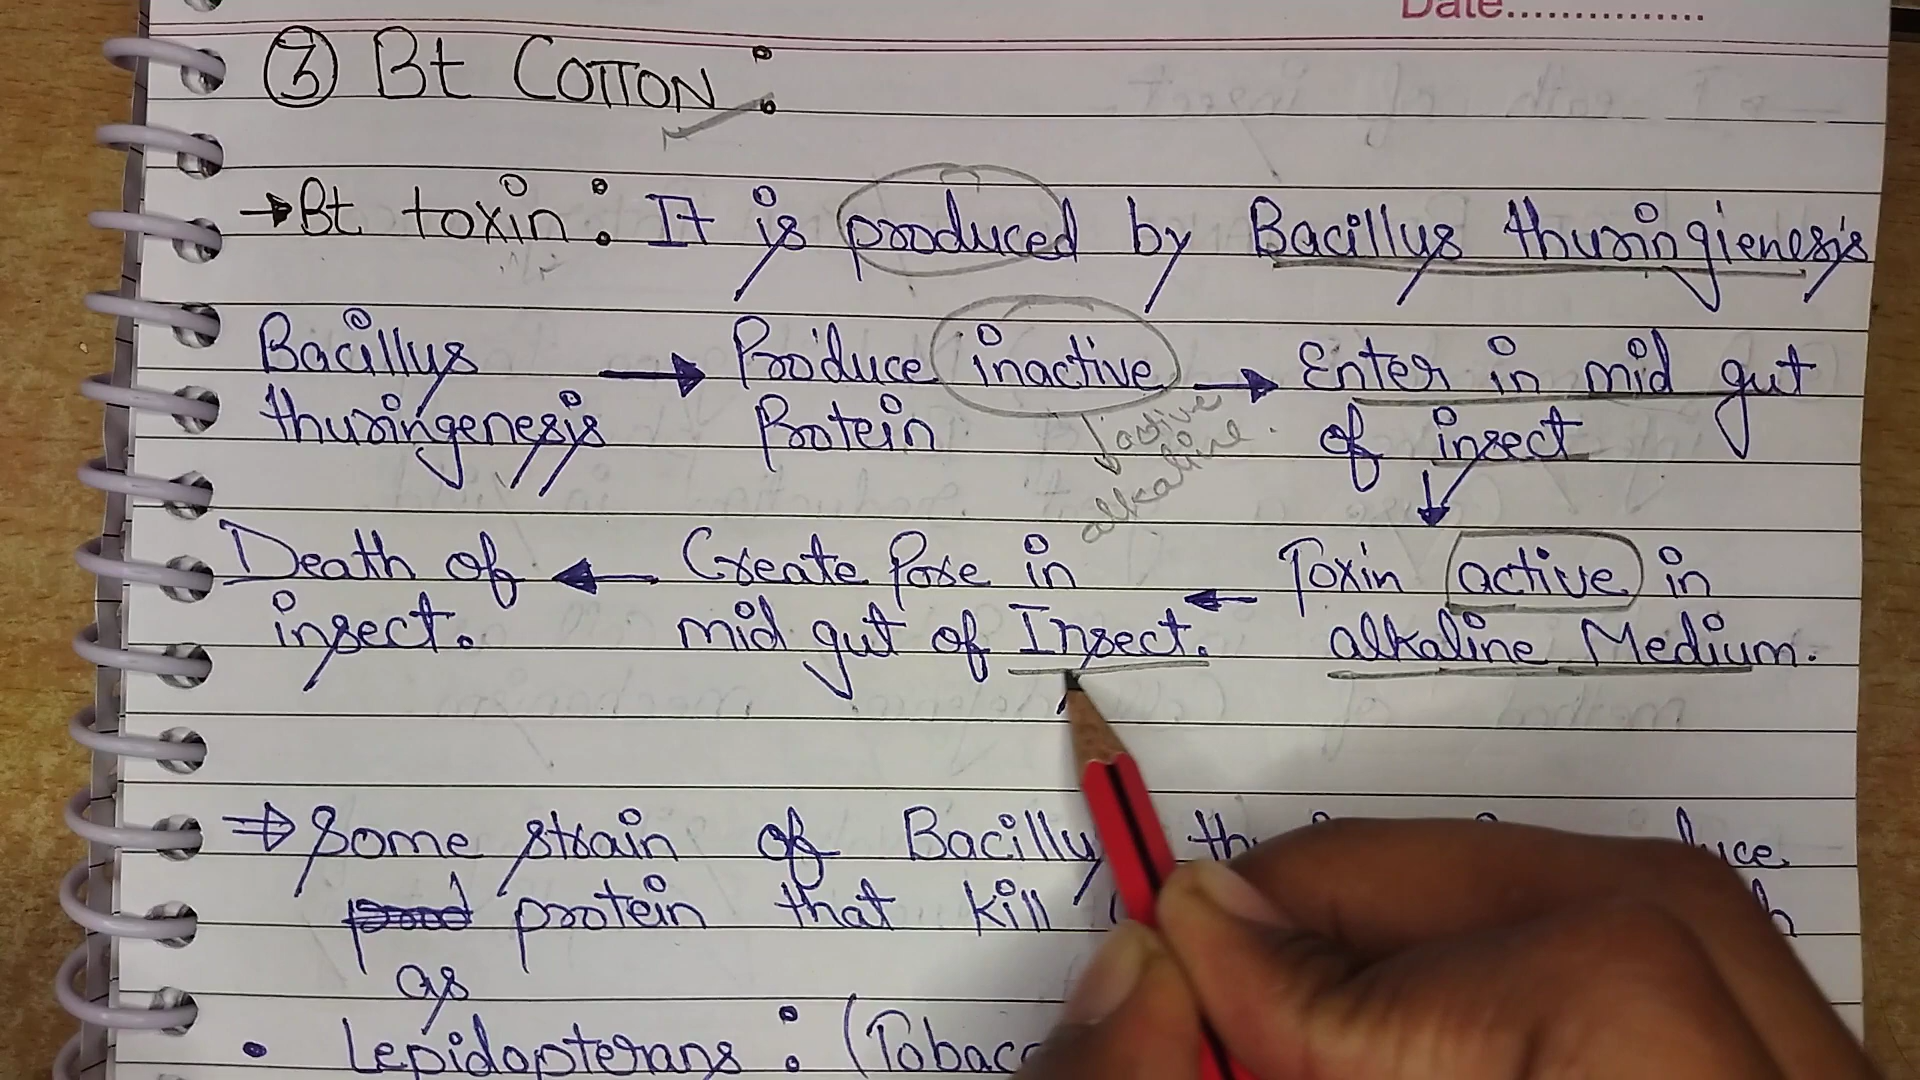 Date...............
③ Bt COTTON :
→ Bt toxin : It is produced by Bacillus thuringienesis
Bacillus → Produce inactive → Enter in mid gut
thuringenesis Protein of insect
active
alkaline.
alkaline
Death of ← Create Pore in ← Toxin active in
insect. mid gut of Insect. alkaline Medium.
⇒ Some strain of Bacillus
protein that kill
as
• Lepidopterans : (Tobacc